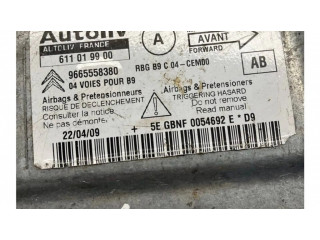 Autoliv
AUTOLIV FRANCE
611 01 99 00
A
AVANT
FORWARD
9665558380
RBG B9 C 04-CEM00
04 VOIES POUR B9
AB
Airbags & Pretensionneurs
RISQUE DE DECLENCHEMENT
Consulter la notice
Ne pas démonter
Airbags & Pretensioners
TRIGGERING HAZARD
Do not remove
Read manual
22/04/09
+ 5E GBNF 0054692 E * D9